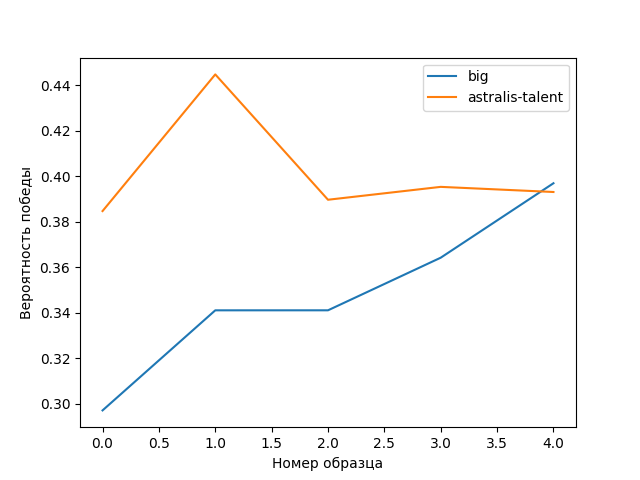 big
astralis-talent
0.44
0.42
0.40
0.38
0.36
0.34
0.32
0.30
Вероятность победы
0.0 0.5 1.0 1.5 2.0 2.5 3.0 3.5 4.0
Номер образца